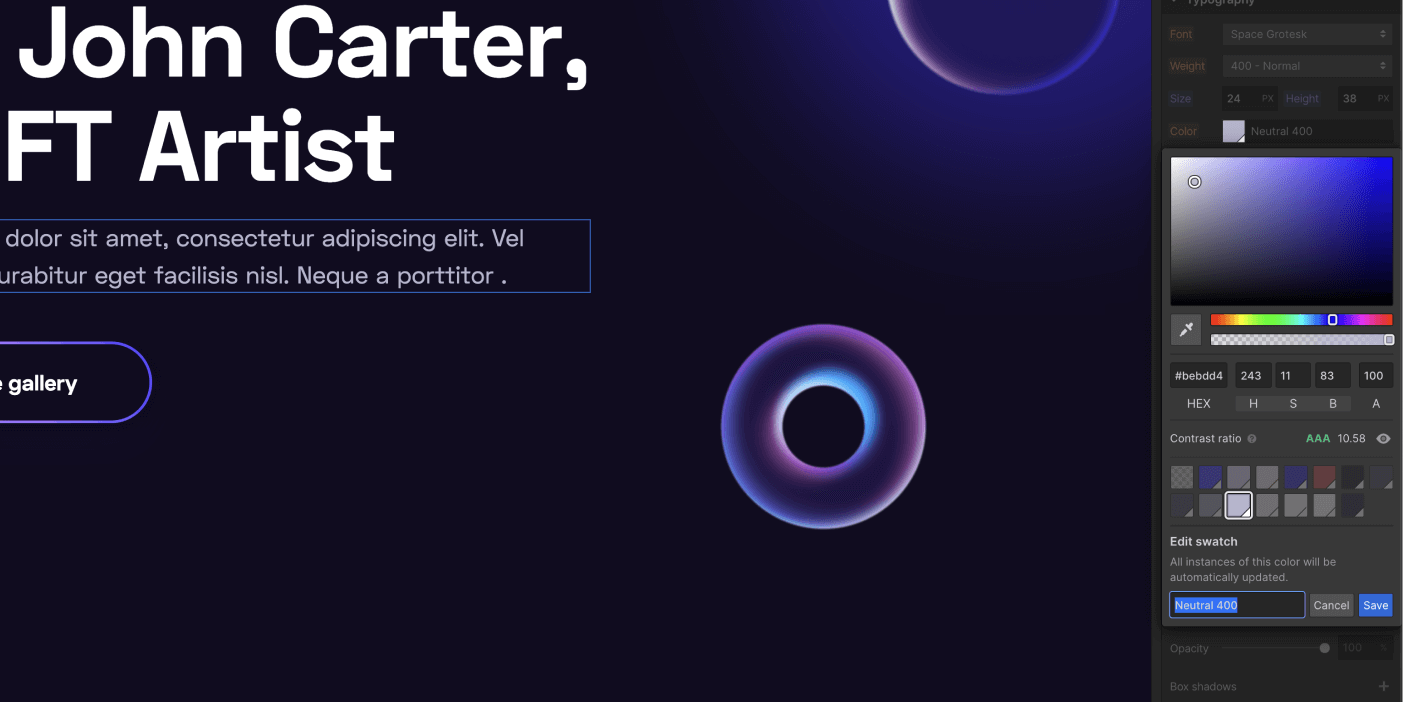 John Carter,
FT Artist
dolor sit amet, consectetur adipiscing elit. Vel
urabitur eget facilisis nisl. Neque a porttitor .
e gallery
Typography
Font Space Grotesk
Weight 400 - Normal
Size 24 PX Height 38 PX
Color Neutral 400
#bebdd4 243 11 83 100
HEX H S B A
Contrast ratio ? AAA 10.58
Edit swatch
All instances of this color will be
automatically updated.
Neutral 400 Cancel Save
Opacity 100 %
Box shadows +